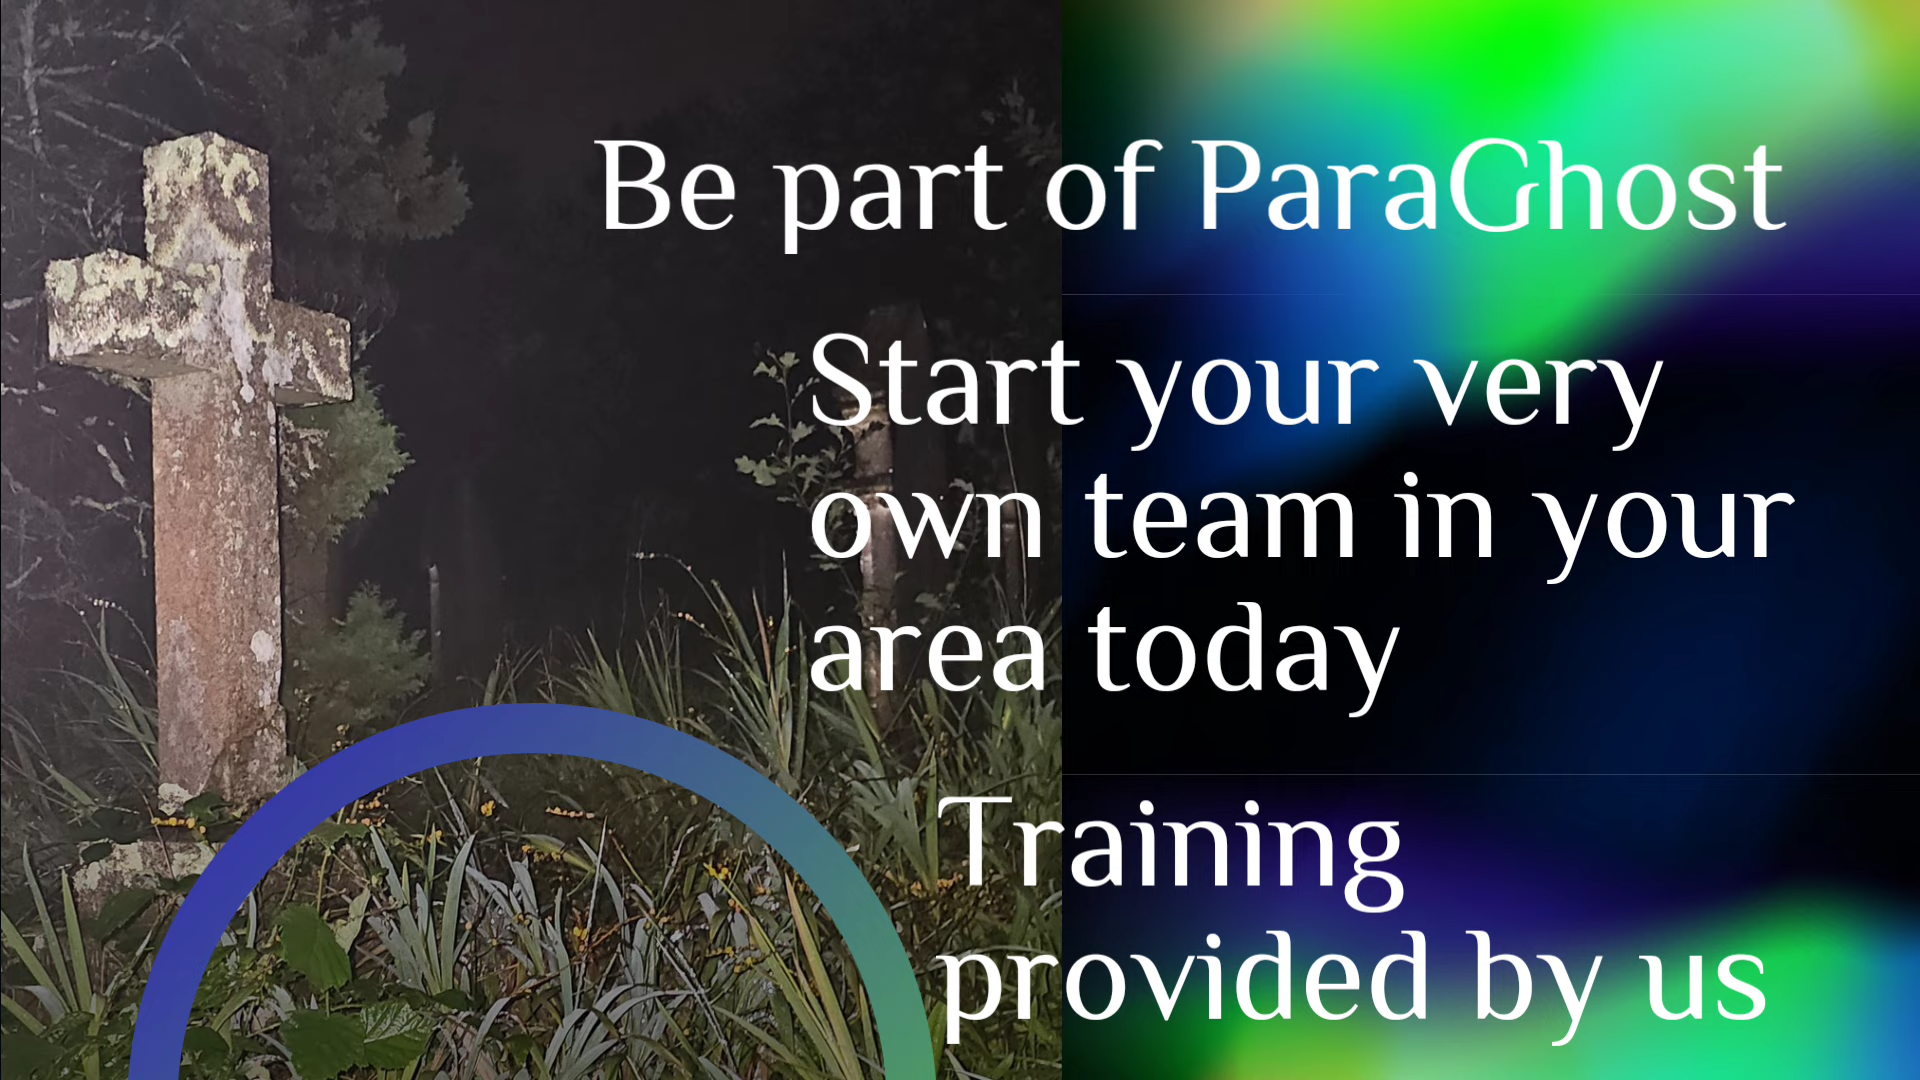 Be part of ParaGhost
Start your very
own team in your
area today
Training
provided by us